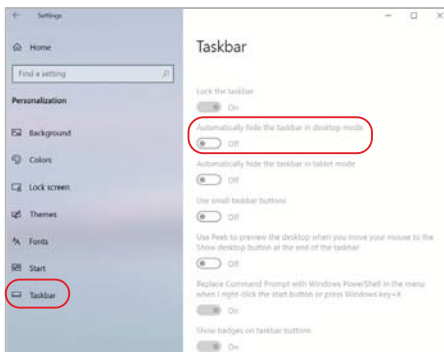 Settings
Home
Find a setting
Personalization
Background
Colors
Lock screen
Themes
Fonts
Start
Taskbar
Taskbar
Lock the taskbar
On
Automatically hide the taskbar in desktop mode
Off
Automatically hide the taskbar in tablet mode
Off
Use small taskbar buttons
Off
Use Peek to preview the desktop when you move your mouse to the
Show desktop button at the end of the taskbar
Off
Replace Command Prompt with Windows PowerShell in the menu
when I right-click the start button or press Windows key+X
On
Show badges on taskbar buttons
On